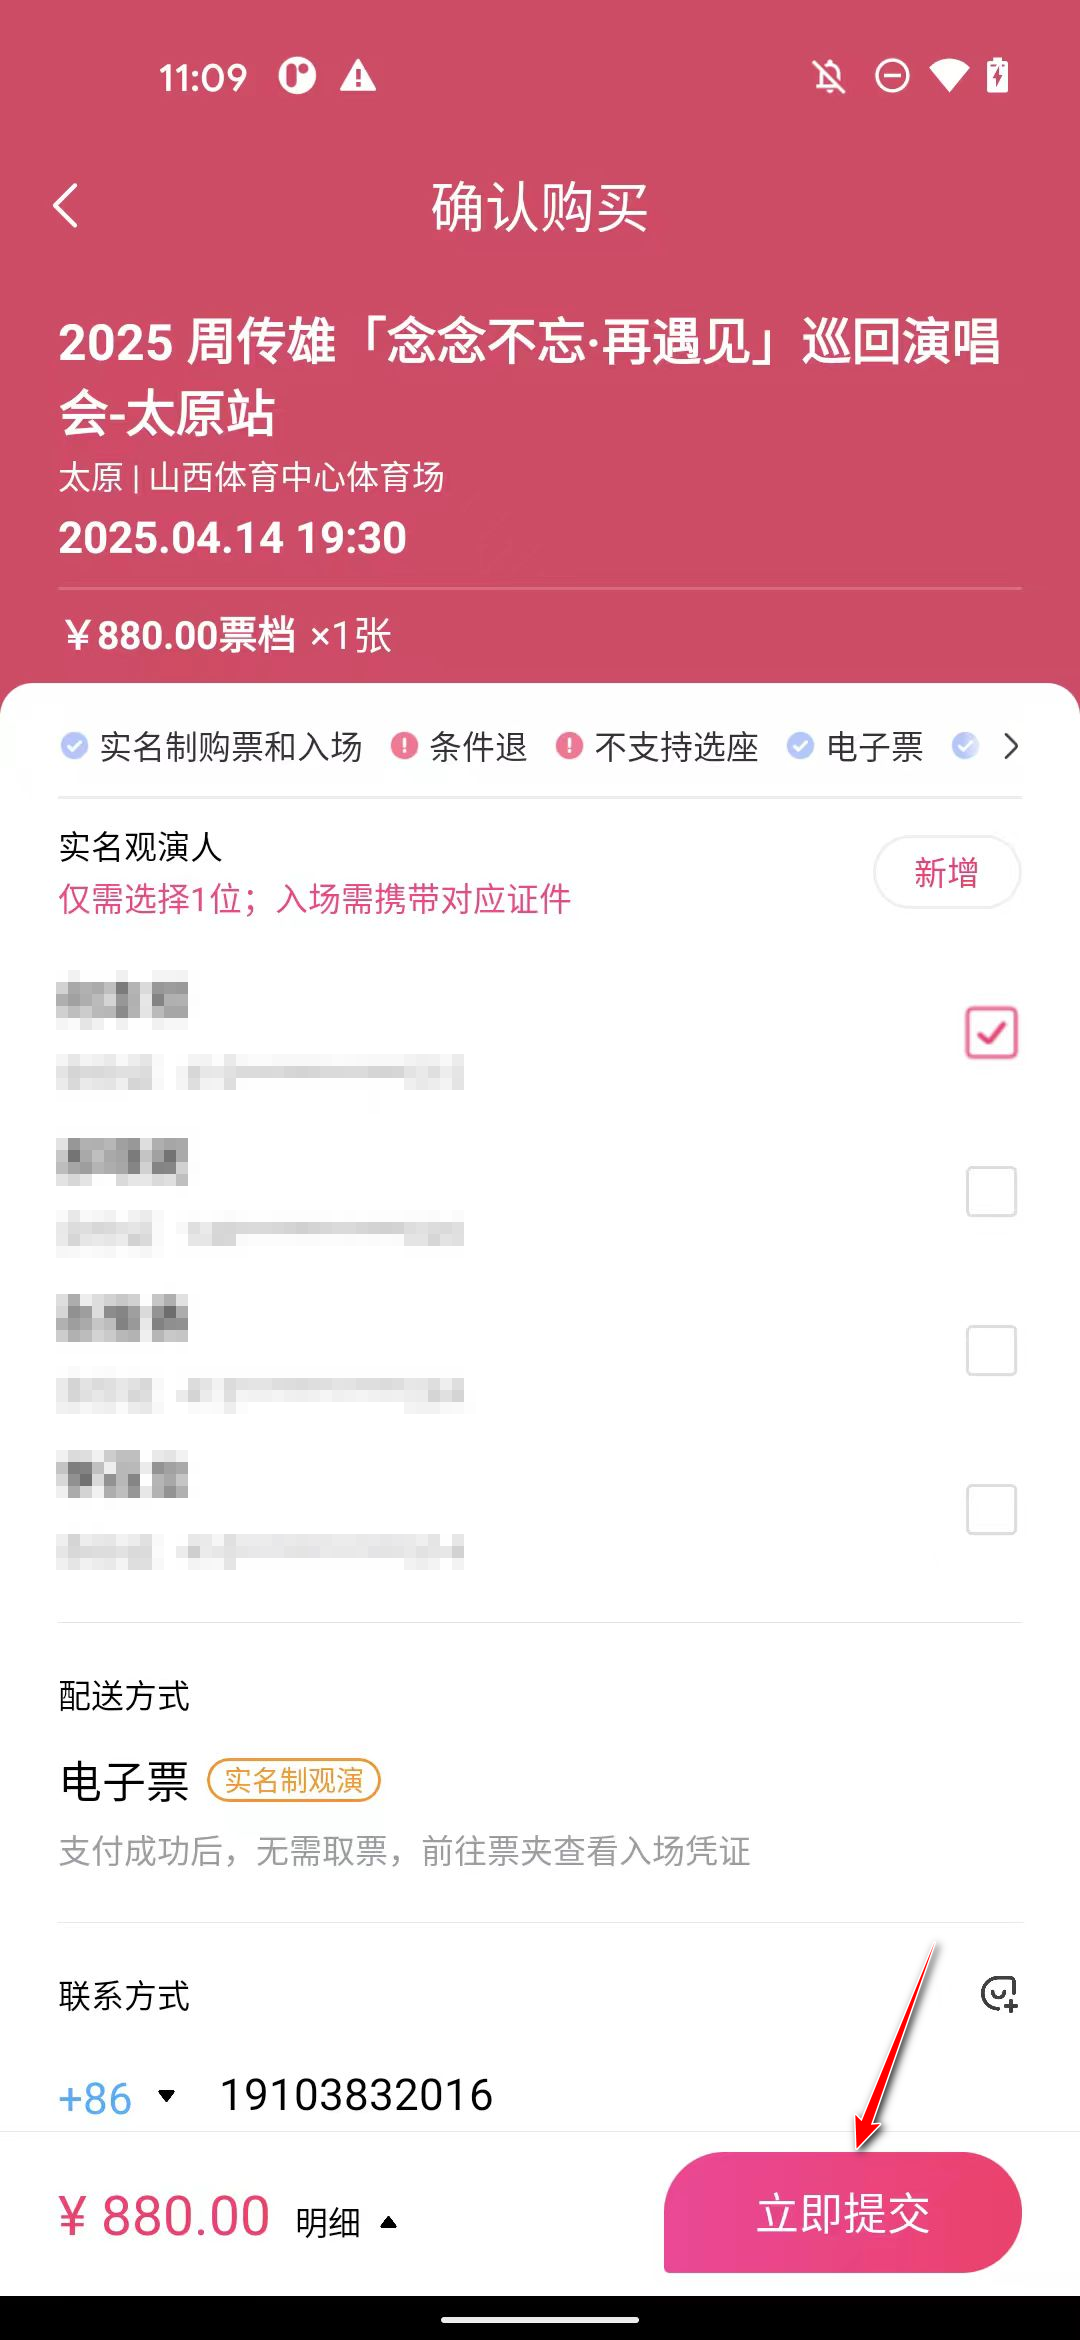 11:09
确认购买
2025 周传雄「念念不忘·再遇见」巡回演唱
会-太原站
太原 | 山西体育中心体育场
2025.04.14 19:30
￥880.00票档 ×1张
实名制购票和入场 条件退 不支持选座 电子票
实名观演人
仅需选择1位；入场需携带对应证件
新增
配送方式
电子票 实名制观演
支付成功后，无需取票，前往票夹查看入场凭证
联系方式
+86 19103832016
¥ 880.00 明细
立即提交